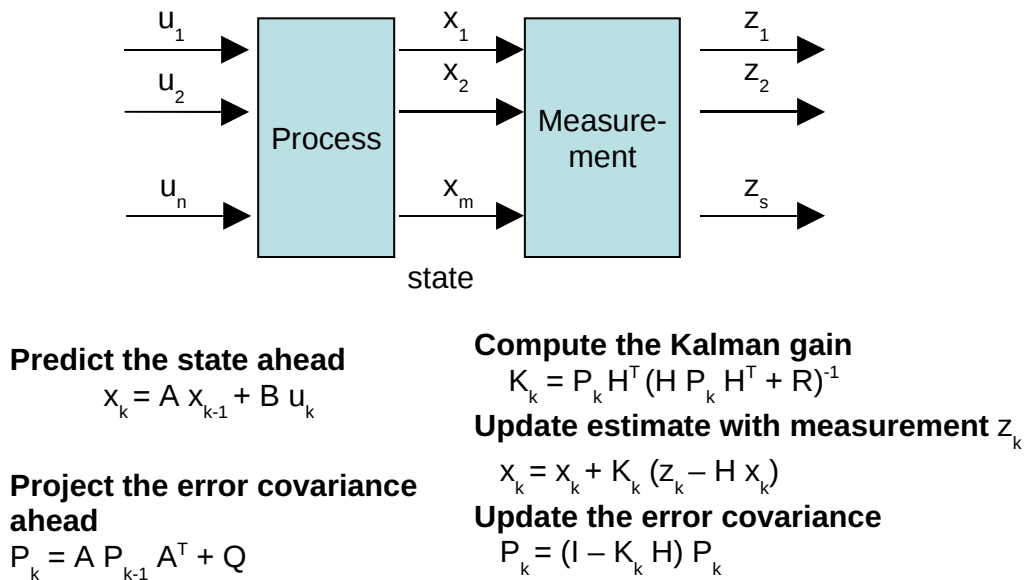 u₁ x₁ z₁
u₂ x₂ z₂
Process
Measure-
ment
uₙ xₘ zₛ
state
Predict the state ahead
xₖ = A xₖ₋₁ + B uₖ
Project the error covariance
ahead
Pₖ = A Pₖ₋₁ Aᵀ + Q
Compute the Kalman gain
Kₖ = Pₖ Hᵀ (H Pₖ Hᵀ + R)⁻¹
Update estimate with measurement zₖ
xₖ = xₖ + Kₖ (zₖ – H xₖ)
Update the error covariance
Pₖ = (I – Kₖ H) Pₖ